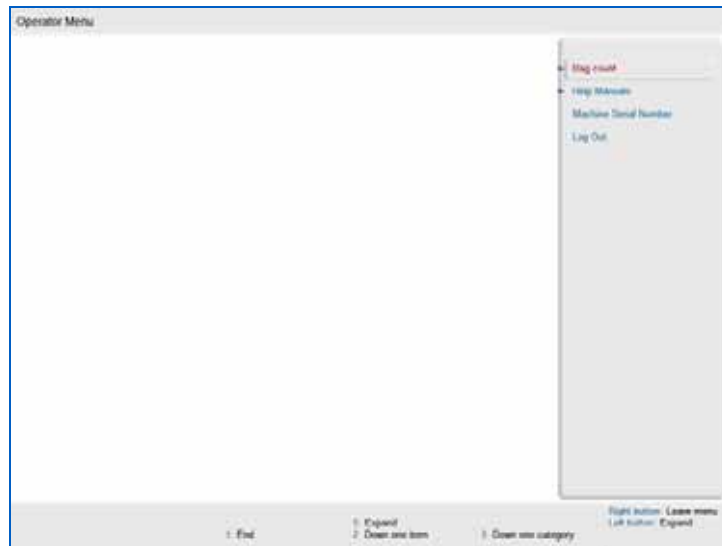 Operator Menu
Bag count
Help Manuals
Machine Serial Number
Log Out
Right button: Leave menu
5: Expand
Left button: Expand
1: End
2: Down one item
3: Down one category